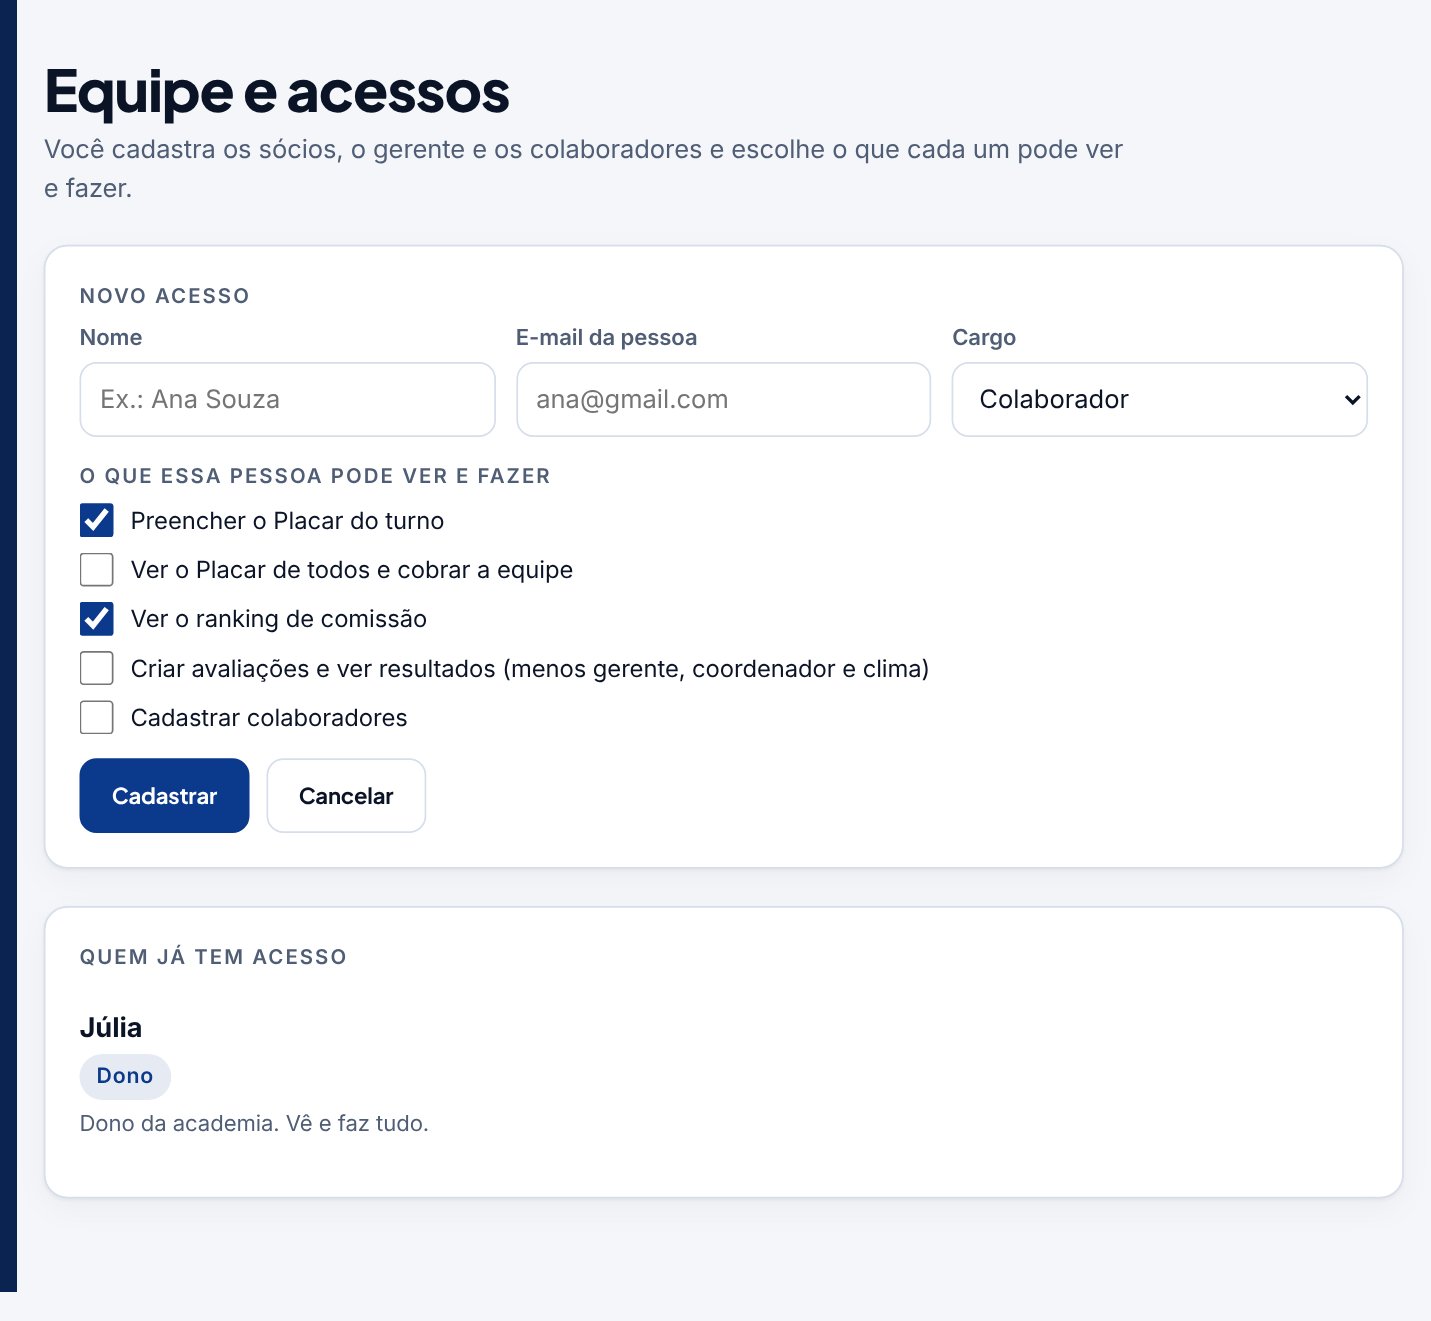 Equipe e acessos
Você cadastra os sócios, o gerente e os colaboradores e escolhe o que cada um pode ver
e fazer.
NOVO ACESSO
Nome
E-mail da pessoa
Cargo
Ex.: Ana Souza
ana@gmail.com
Colaborador
O QUE ESSA PESSOA PODE VER E FAZER
Preencher o Placar do turno
Ver o Placar de todos e cobrar a equipe
Ver o ranking de comissão
Criar avaliações e ver resultados (menos gerente, coordenador e clima)
Cadastrar colaboradores
Cadastrar
Cancelar
QUEM JÁ TEM ACESSO
Júlia
Dono
Dono da academia. Vê e faz tudo.